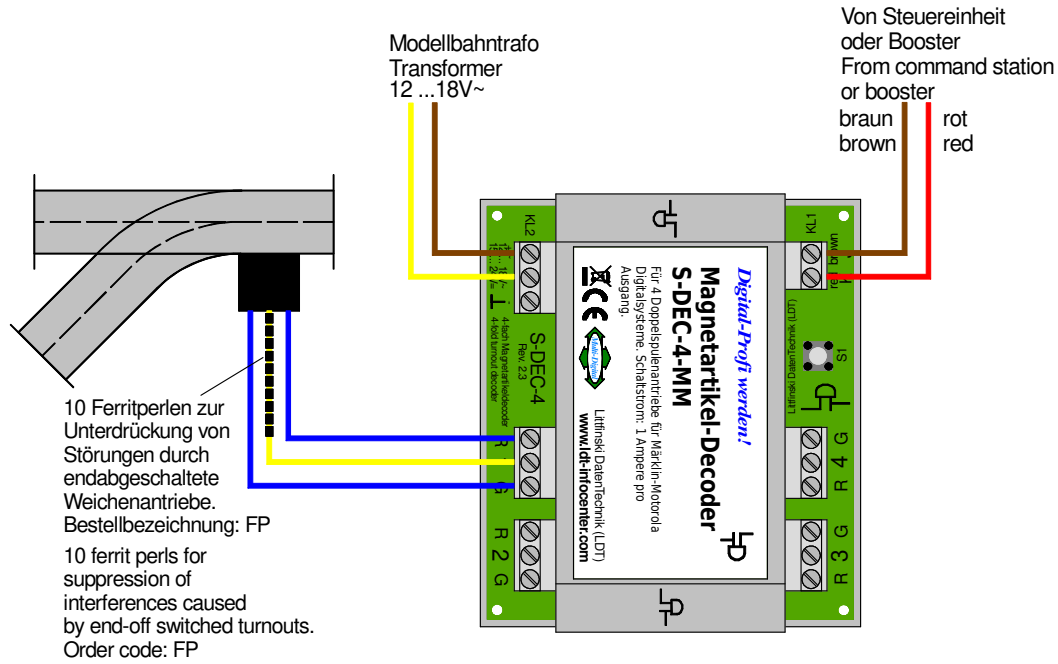 Modellbahntrafo
Transformer
12 ...18V~
Von Steuereinheit
oder Booster
From command station
or booster
braun
brown
rot
red
10 Ferritperlen zur
Unterdrückung von
Störungen durch
endabgeschaltete
Weichenantriebe.
Bestellbezeichnung: FP
10 ferrit perls for
suppression of
interferences caused
by end-off switched turnouts.
Order code: FP
KL2
4-fach Magnetartikeldecoder
4-fold turnout decoder
S-DEC-4
Rev. 2.3
R
G
R 2 G
Digital-Profi werden!
Magnetartikel-Decoder
S-DEC-4-MM
Für 4 Doppelspulenantriebe für Märklin-Motorola
Digitalsysteme. Schaltstrom: 1 Ampere pro
Ausgang.
CE
Multi-Digital
Littfinski DatenTechnik (LDT)
www.ldt-infocenter.com
KL1
S1
Littfinski DatenTechnik (LDT)
R 4 G
R 3 G